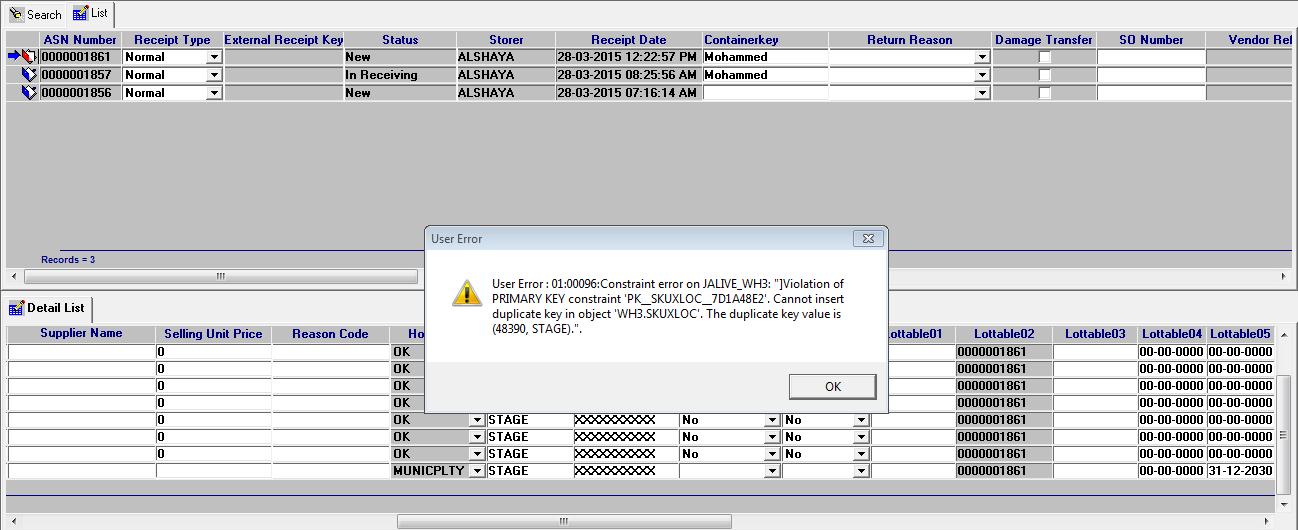 Search List
ASN Number Receipt Type External Receipt Key Status Storer Receipt Date Containerkey Return Reason Damage Transfer SO Number Vendor Ref
0000001861 Normal New ALSHAYA 28-03-2015 12:22:57 PM Mohammed
0000001857 Normal In Receiving ALSHAYA 28-03-2015 08:25:56 AM Mohammed
0000001856 Normal New ALSHAYA 28-03-2015 07:16:14 AM
Records = 3
User Error
User Error : 01:00096:Constraint error on JALIVE_WH3: "]Violation of
PRIMARY KEY constraint 'PK__SKUXLOC__7D1A48E2'. Cannot insert
duplicate key in object 'WH3.SKUXLOC'. The duplicate key value is
(48390, STAGE).".
OK
Detail List
Supplier Name Selling Unit Price Reason Code Ho ottable01 Lottable02 Lottable03 Lottable04 Lottable05
0 OK 0000001861 00-00-0000 00-00-0000
0 OK 0000001861 00-00-0000 00-00-0000
0 OK 0000001861 00-00-0000 00-00-0000
0 OK 0000001861 00-00-0000 00-00-0000
0 OK STAGE XXXXXXXXXX No No 0000001861 00-00-0000 00-00-0000
0 OK STAGE XXXXXXXXXX No No 0000001861 00-00-0000 00-00-0000
0 OK STAGE XXXXXXXXXX No No 0000001861 00-00-0000 00-00-0000
MUNICPLTY STAGE XXXXXXXXXX 0000001861 00-00-0000 31-12-2030